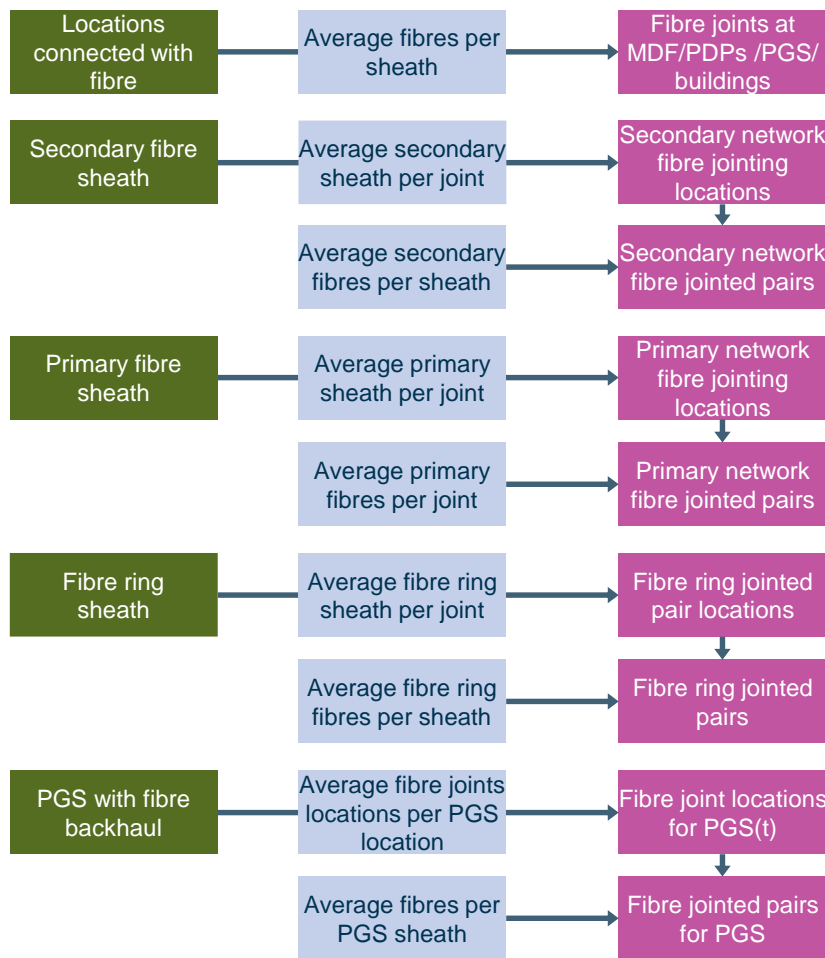 Locations
connected with
fibre
Average fibres per
sheath
Fibre joints at
MDF/PDPs /PGS/
buildings
Secondary fibre
sheath
Average secondary
sheath per joint
Secondary network
fibre jointing
locations
Average secondary
fibres per sheath
Secondary network
fibre jointed pairs
Primary fibre
sheath
Average primary
sheath per joint
Primary network
fibre jointing
locations
Average primary
fibres per joint
Primary network
fibre jointed pairs
Fibre ring
sheath
Average fibre ring
sheath per joint
Fibre ring jointed
pair locations
Average fibre ring
fibres per sheath
Fibre ring jointed
pairs
PGS with fibre
backhaul
Average fibre joints
locations per PGS
location
Fibre joint locations
for PGS(t)
Average fibres per
PGS sheath
Fibre jointed pairs
for PGS